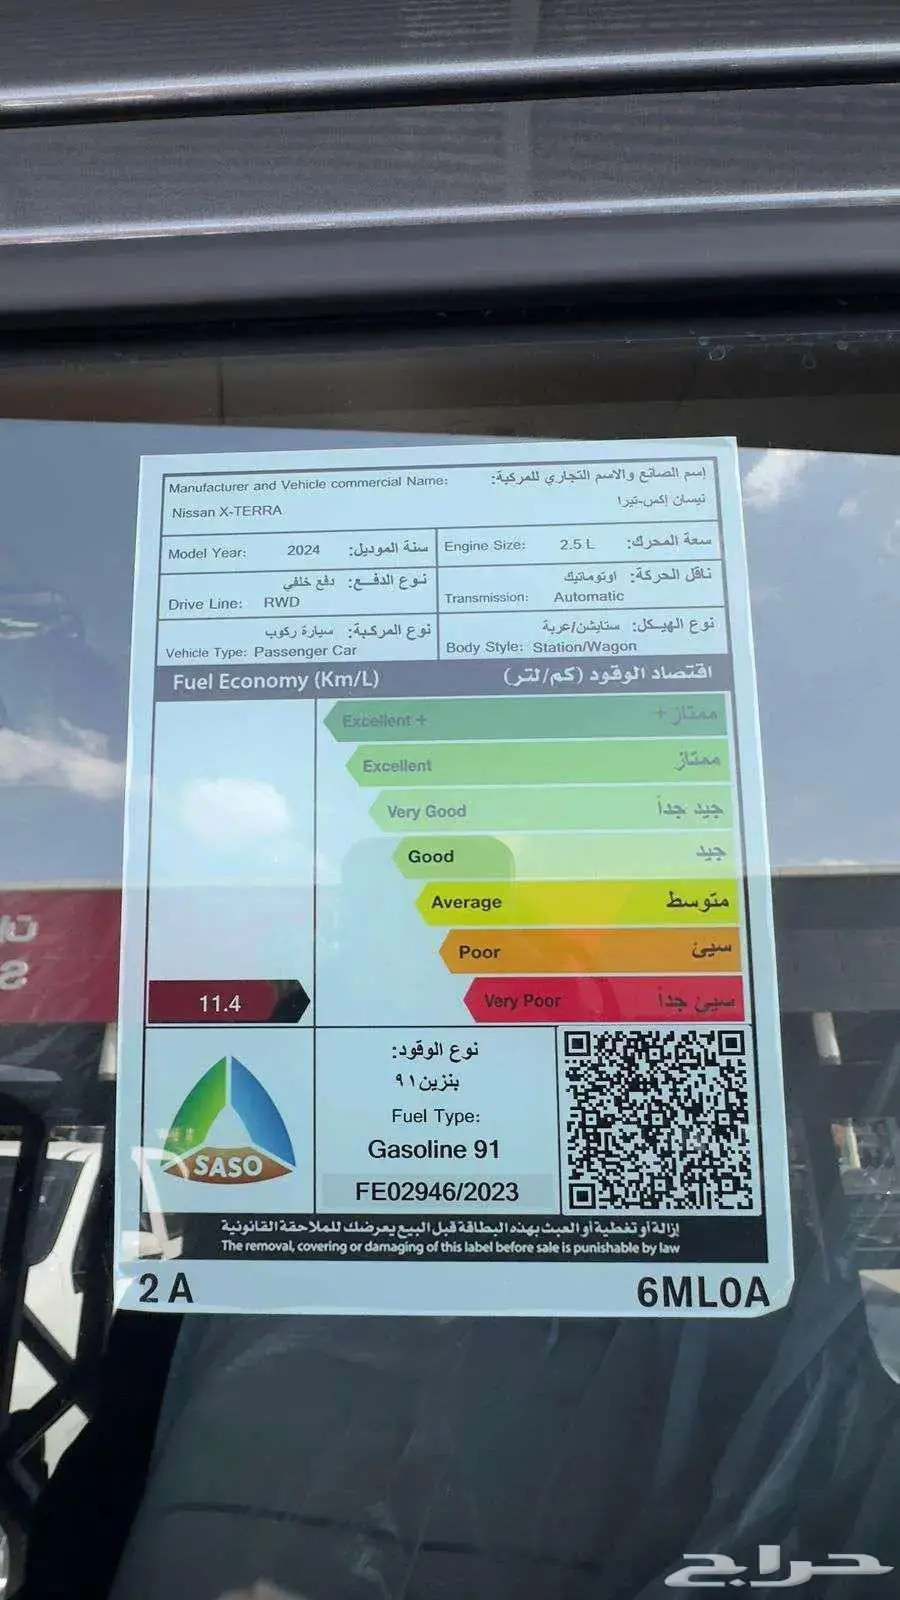 Manufacturer and Vehicle commercial Name: إسم الصانع والاسم التجاري للمركبة:
Nissan X-TERRA نيسان إكس-تيرا
Model Year: 2024 سنة الموديل: Engine Size: 2.5 L سعة المحرك:
نوع الدفع: دفع خلفي ناقل الحركة: اوتوماتيك
Drive Line: RWD Transmission: Automatic
نوع المركبة: سيارة ركوب نوع الهيكل: ستايشن/عربة
Vehicle Type: Passenger Car Body Style: Station/Wagon
Fuel Economy (Km/L) اقتصاد الوقود (كم/لتر)
Excellent + ممتاز +
Excellent ممتاز
Very Good جيد جداً
Good جيد
Average متوسط
Poor سيئ
11.4 Very Poor سيئ جداً
نوع الوقود:
بنزين ٩١
Fuel Type:
Gasoline 91
SASO
FE02946/2023
إزالة أو تغطية أو العبث بهذه البطاقة قبل البيع يعرضك للملاحقة القانونية
The removal, covering or damaging of this label before sale is punishable by law
2 A 6ML0A
حراج